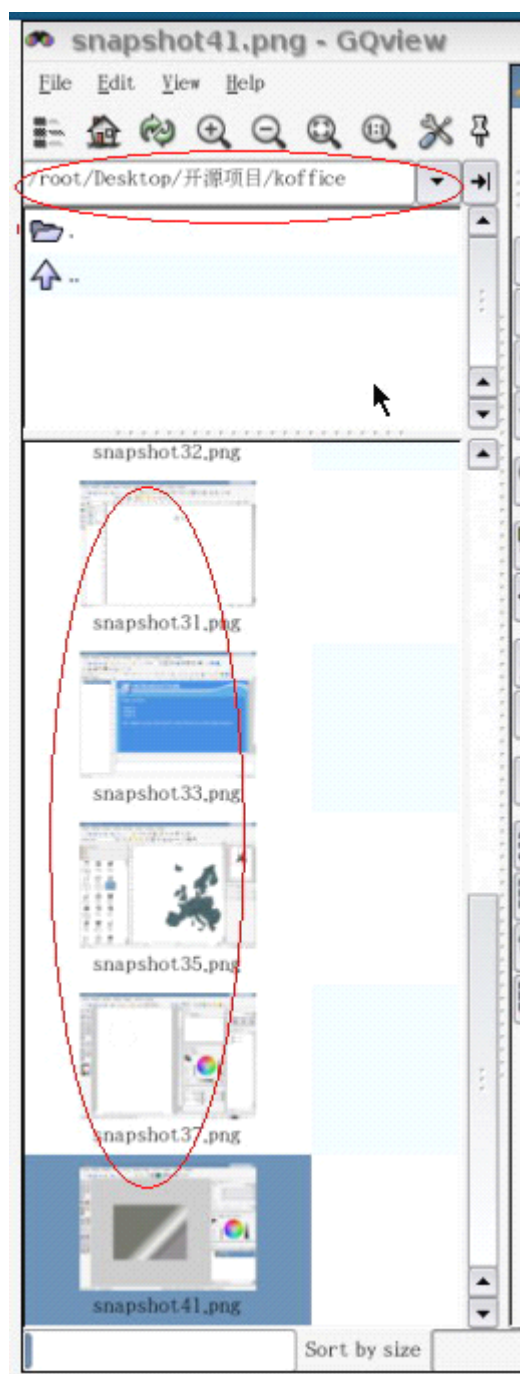 snapshot41.png - GQview
File Edit View Help
/root/Desktop/开源项目/koffice
.
..
snapshot32.png
snapshot31.png
snapshot33.png
snapshot35.png
snapshot37.png
snapshot41.png
Sort by size